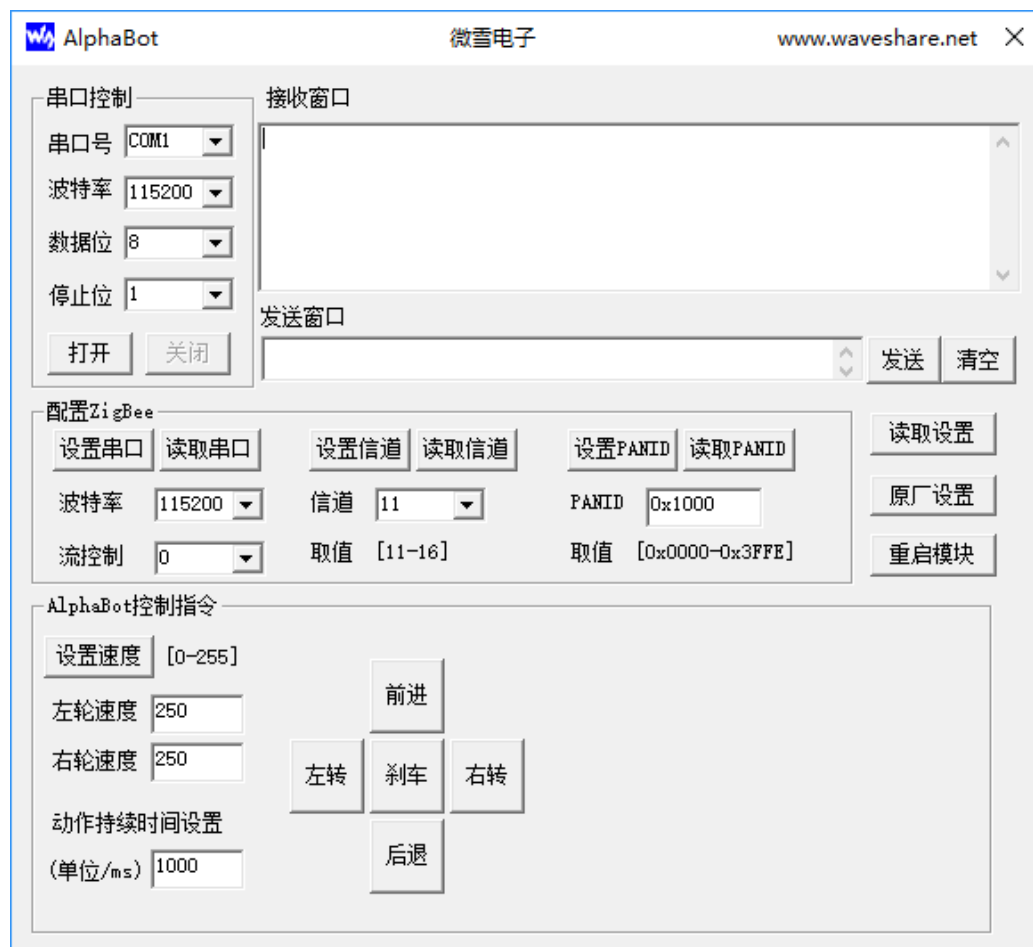 AlphaBot 微雪电子 www.waveshare.net
串口控制
串口号 COM1
波特率 115200
数据位 8
停止位 1
打开 关闭
接收窗口
发送窗口
发送 清空
配置ZigBee
设置串口 读取串口 设置信道 读取信道 设置PANID 读取PANID
波特率 115200 信道 11 PANID 0x1000
流控制 0 取值 [11-16] 取值 [0x0000-0x3FFE]
读取设置
原厂设置
重启模块
AlphaBot控制指令
设置速度 [0-255]
左轮速度 250
右轮速度 250
动作持续时间设置
(单位/ms) 1000
前进
左转 刹车 右转
后退